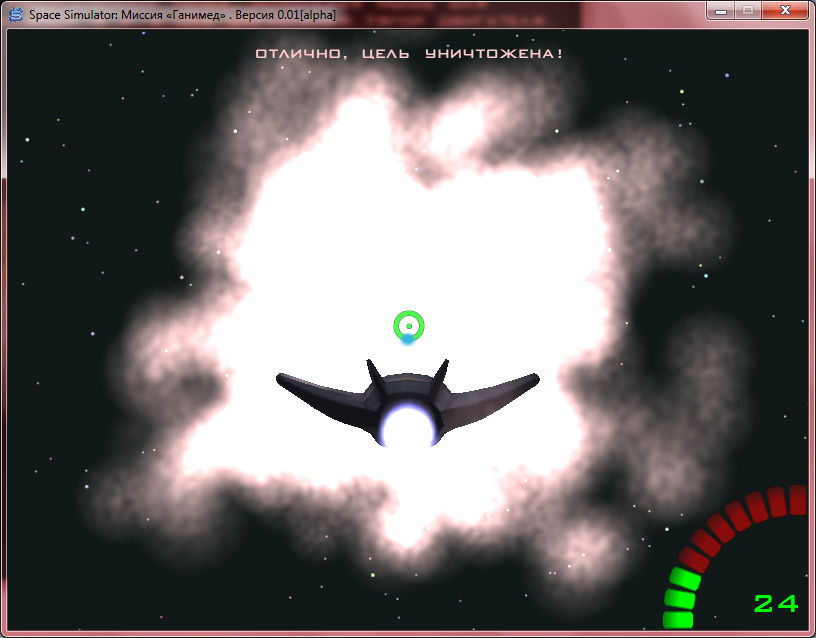 Space Simulator: Миссия «Ганимед» . Версия 0.01[alpha]
ОТЛИЧНО, ЦЕЛЬ УНИЧТОЖЕНА!
24